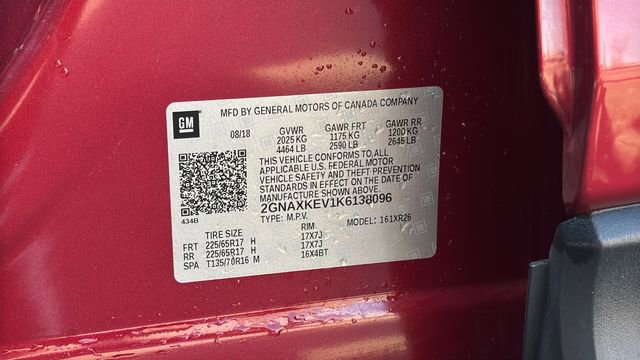 MFD BY GENERAL MOTORS OF CANADA COMPANY
GM
08/18 GVWR GAWR FRT GAWR RR
2025 KG 1175 KG 1200 KG
4464 LB 2590 LB 2645 LB
THIS VEHICLE CONFORMS TO ALL
APPLICABLE U.S. FEDERAL MOTOR
VEHICLE SAFETY AND THEFT PREVENTION
STANDARDS IN EFFECT ON THE DATE OF
MANUFACTURE SHOWN ABOVE.
2GNAXKEV1K6138096
434B
TYPE: M.P.V. MODEL: 161XR26
TIRE SIZE RIM
FRT 225/65R17 H 17X7J
RR 225/65R17 H 17X7J
SPA T135/70R16 M 16X4BT